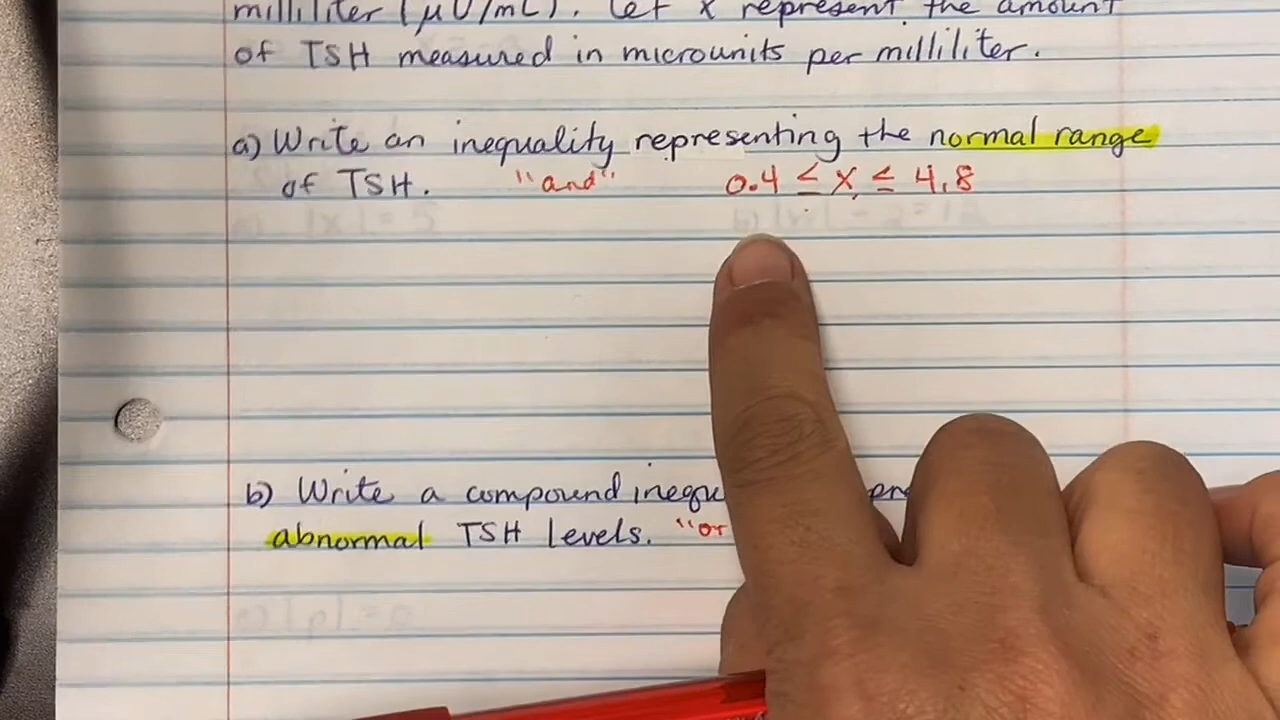 milliliter (μU/mL). Let x represent the amount
of TSH measured in microunits per milliliter.
a) Write an inequality representing the normal range
of TSH. "and" 0.4 ≤ x ≤ 4.8
b) Write a compound
abnormal TSH levels. "or